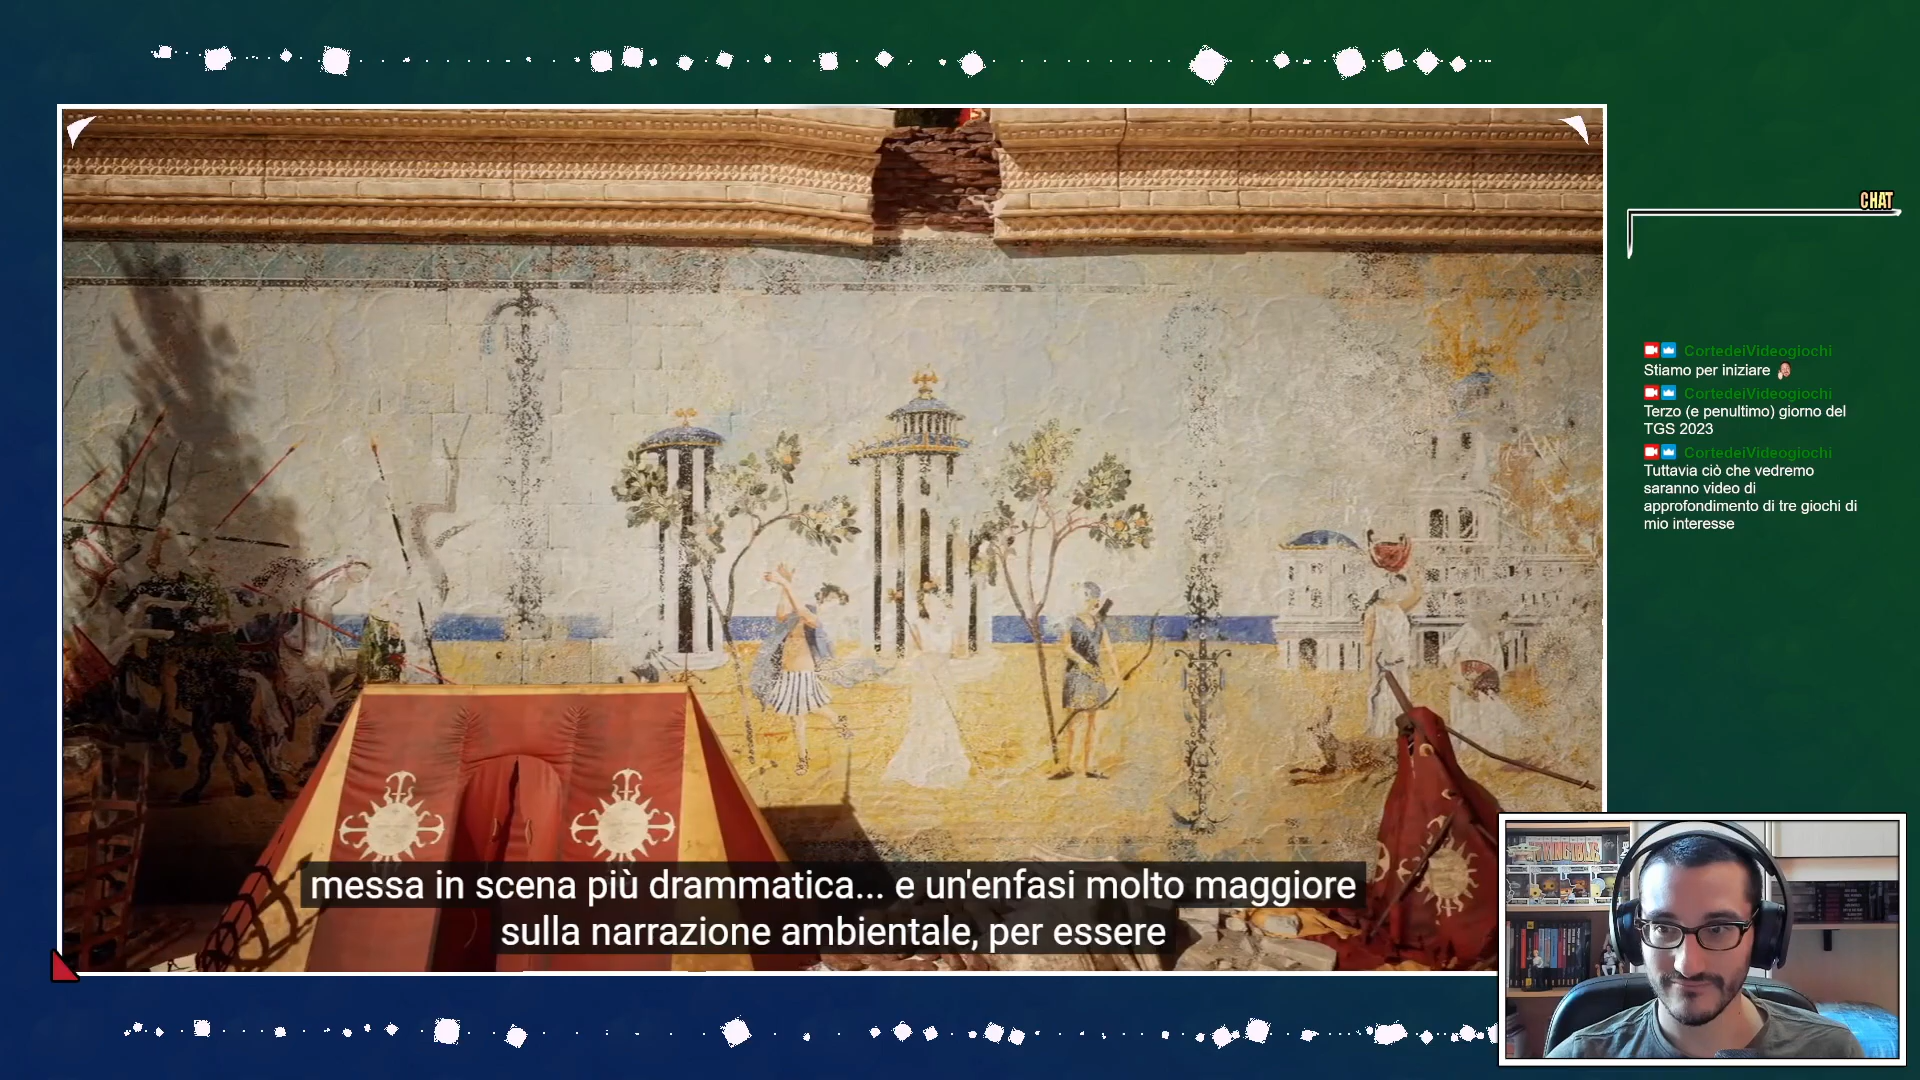 CHAT
CortedeiVideogiochi
Stiamo per iniziare
CortedeiVideogiochi
Terzo (e penultimo) giorno del
TGS 2023
CortedeiVideogiochi
Tuttavia ciò che vedremo
saranno video di
approfondimento di tre giochi di
mio interesse
messa in scena più drammatica... e un'enfasi molto maggiore
sulla narrazione ambientale, per essere